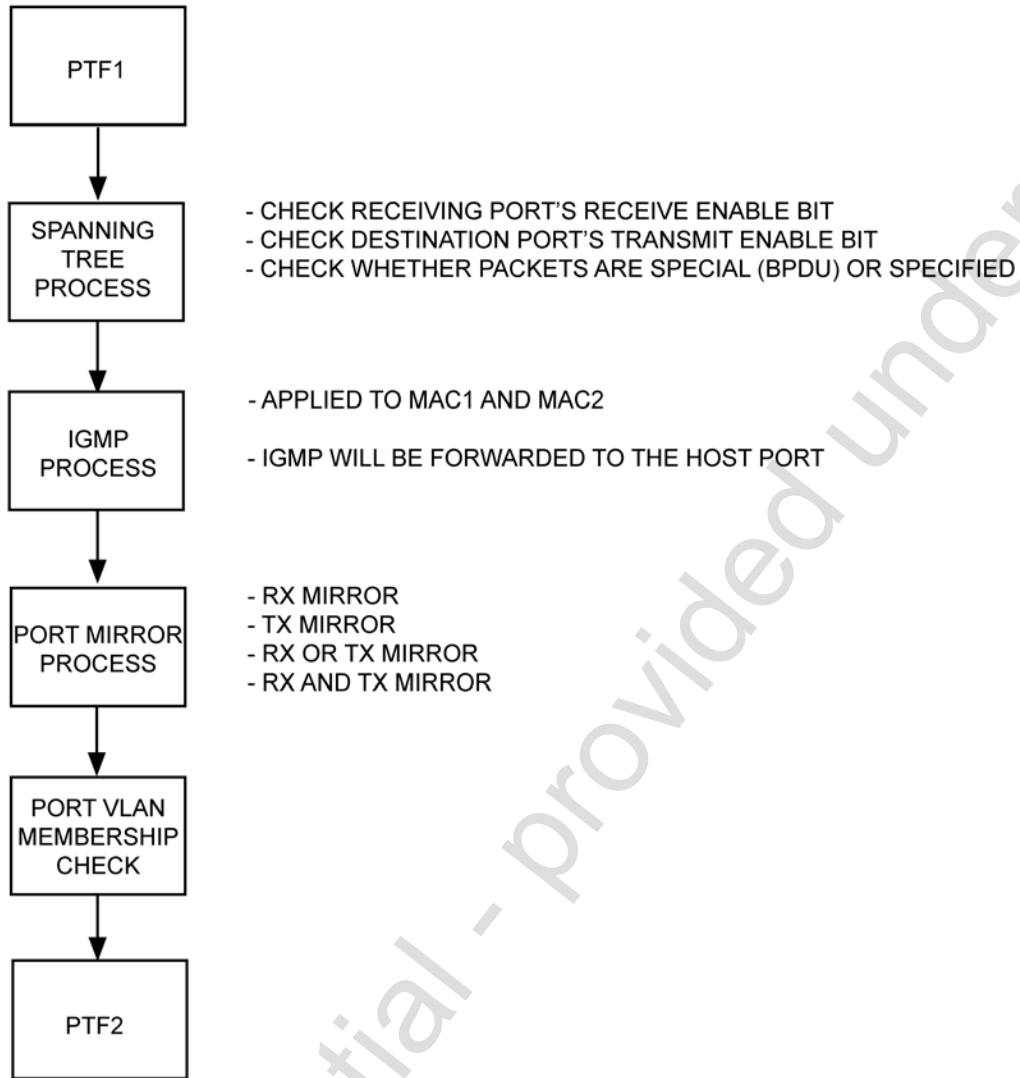 PTF1
SPANNING
TREE
PROCESS
- CHECK RECEIVING PORT'S RECEIVE ENABLE BIT
- CHECK DESTINATION PORT'S TRANSMIT ENABLE BIT
- CHECK WHETHER PACKETS ARE SPECIAL (BPDU) OR SPECIFIED
IGMP
PROCESS
- APPLIED TO MAC1 AND MAC2
- IGMP WILL BE FORWARDED TO THE HOST PORT
PORT MIRROR
PROCESS
- RX MIRROR
- TX MIRROR
- RX OR TX MIRROR
- RX AND TX MIRROR
PORT VLAN
MEMBERSHIP
CHECK
PTF2
tial - provided under